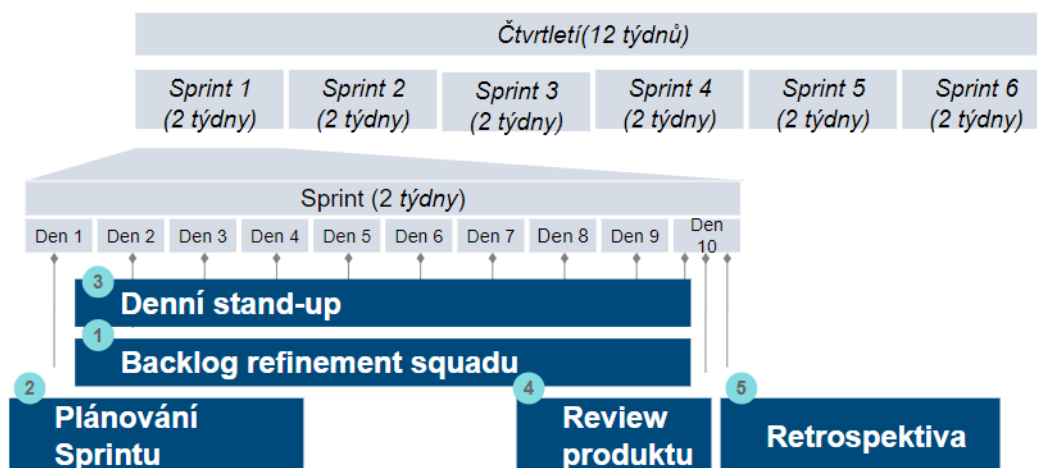 Čtvrtletí(12 týdnů)
Sprint 1
(2 týdny)
Sprint 2
(2 týdny)
Sprint 3
(2 týdny)
Sprint 4
(2 týdny)
Sprint 5
(2 týdny)
Sprint 6
(2 týdny)
Sprint (2 týdny)
Den 1
Den 2
Den 3
Den 4
Den 5
Den 6
Den 7
Den 8
Den 9
Den
10
3
Denní stand-up
1
Backlog refinement squadu
2
Plánování
Sprintu
4
Review
produktu
5
Retrospektiva